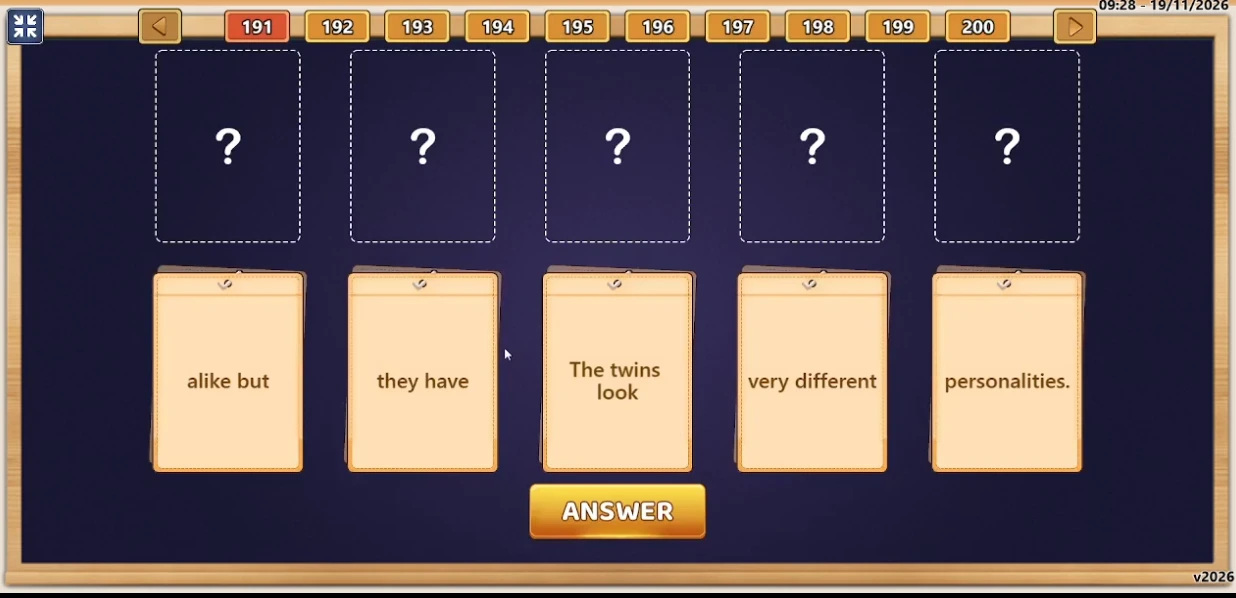 09:28 - 19/11/2026
191 192 193 194 195 196 197 198 199 200
? ? ? ? ?
alike but
they have
The twins
look
very different
personalities.
ANSWER
v2026